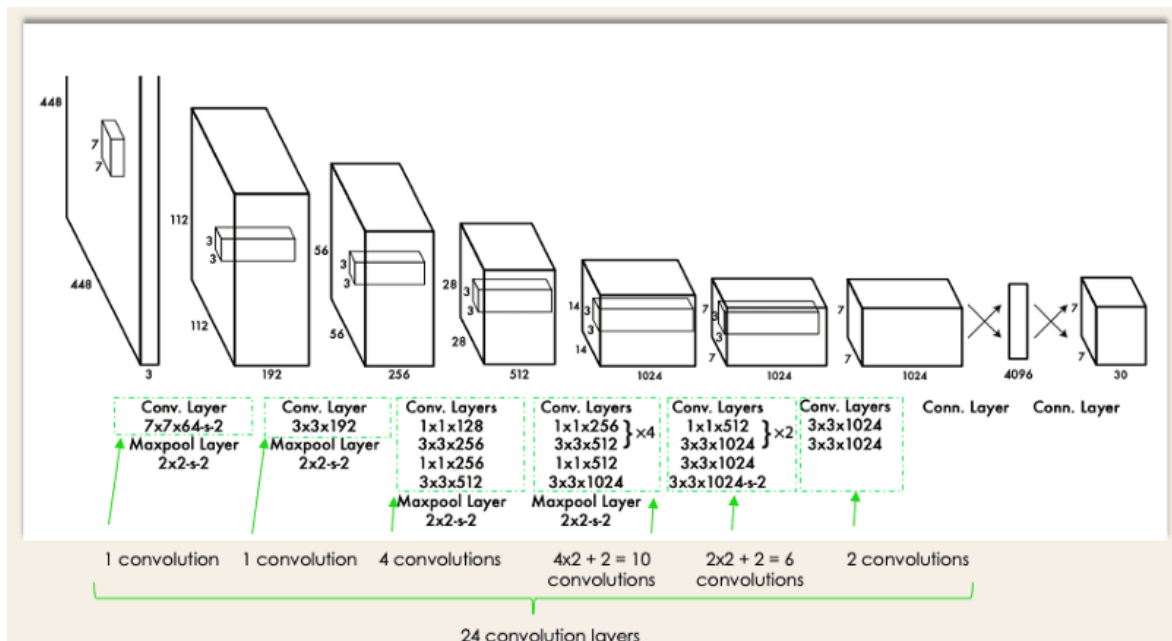 448
7
7
448
3
112
3
3
112
192
56
3
3
56
256
28
3
3
28
512
14
3
3
14
1024
7
3
3
7
1024
7
7
1024
4096
7
7
30
Conv. Layer
7x7x64-s-2
Maxpool Layer
2x2-s-2
Conv. Layer
3x3x192
Maxpool Layer
2x2-s-2
Conv. Layers
1x1x128
3x3x256
1x1x256
3x3x512
Maxpool Layer
2x2-s-2
Conv. Layers
1x1x256
3x3x512
}×4
1x1x512
3x3x1024
Maxpool Layer
2x2-s-2
Conv. Layers
1x1x512
3x3x1024
}×2
3x3x1024
3x3x1024-s-2
Conv. Layers
3x3x1024
3x3x1024
Conn. Layer
Conn. Layer
1 convolution
1 convolution
4 convolutions
4x2 + 2 = 10
convolutions
2x2 + 2 = 6
convolutions
2 convolutions
24 convolution layers